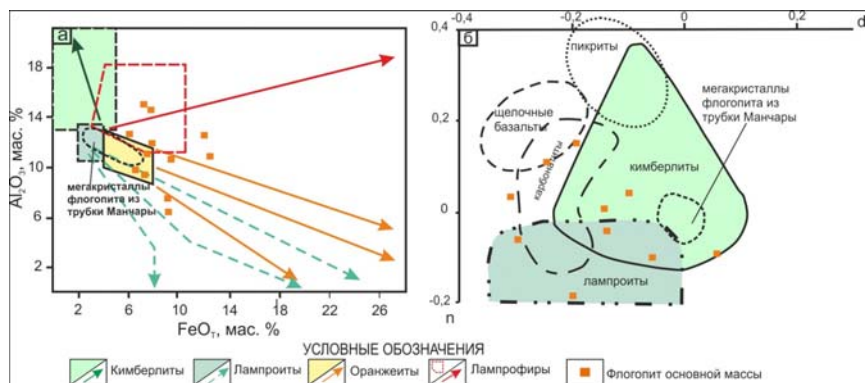 а
Al₂O₃, мас. %
18
14
10
6
2
мегакристаллы
флогопита из
трубки Манчары
2
6
10
14
18
22
26
FeOт, мас. %
б
-0,4
-0,2
0
0,2
d
0,4
0,2
0
-0,2
n
пикриты
щелочные
базальты
карбонатиты
кимберлиты
мегакристаллы
флогопита из
трубки Манчары
лампроиты
УСЛОВНЫЕ ОБОЗНАЧЕНИЯ
Кимберлиты
Лампроиты
Оранжеиты
Лампрофиры
Флогопит основной массы